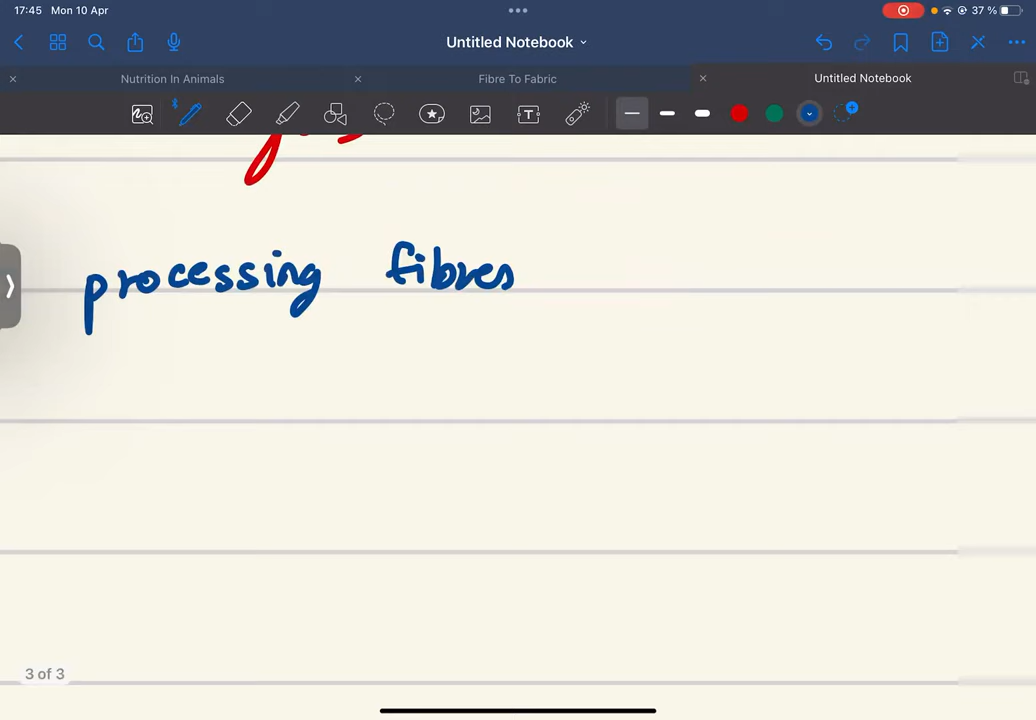 17:45 Mon 10 Apr 37 %
Untitled Notebook
Nutrition In Animals Fibre To Fabric Untitled Notebook
processing fibres
3 of 3